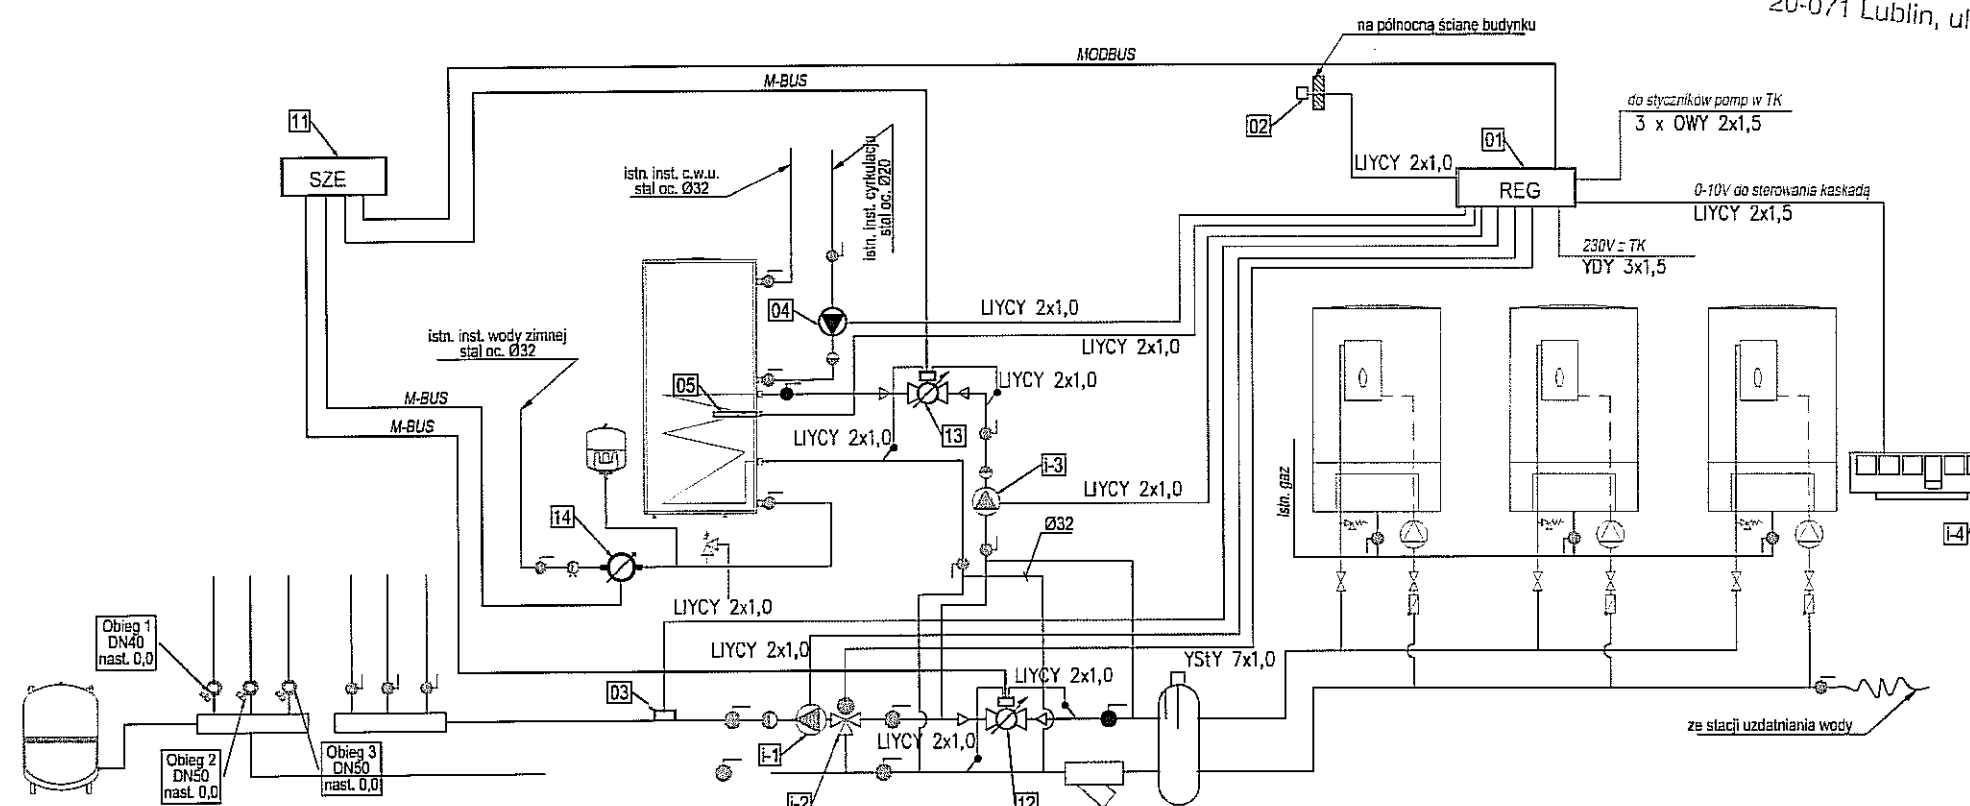 20-071 Lublin, ul
na północną ścianę budynku
MODBUS
M-BUS
do styczników pomp w TK
3 x OWY 2x1,5
11
02
01
LIYCY 2x1,0
SZE
REG
istn. inst. c.w.u.
stal oc. Ø32
istn. inst. cyrkulacju
stal oc. Ø20
0-10V do sterowania kaskadą
LIYCY 2x1,5
230V z TK
YDY 3x1,5
04
LIYCY 2x1,0
LIYCY 2x1,0
istn. inst. wody zimnej
stal oc. Ø32
05
LIYCY 2x1,0
M-BUS
M-BUS
LIYCY 2x1,0
13
i-3
LIYCY 2x1,0
istn. gaz
14
Ø32
i-4
LIYCY 2x1,0
Obieg 1
DN40
nast. 0,0
LIYCY 2x1,0
YStY 7x1,0
LIYCY 2x1,0
03
LIYCY 2x1,0
i-1
ze stacji uzdatniania wody
Obieg 2
DN50
nast. 0,0
Obieg 3
DN50
nast. 0,0
i-2
12